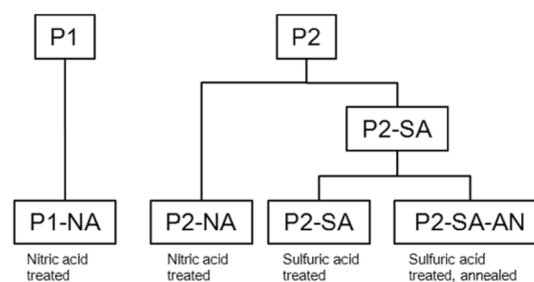 P1
P2
P2-SA
P1-NA
P2-NA
P2-SA
P2-SA-AN
Nitric acid
treated
Nitric acid
treated
Sulfuric acid
treated
Sulfuric acid
treated, annealed